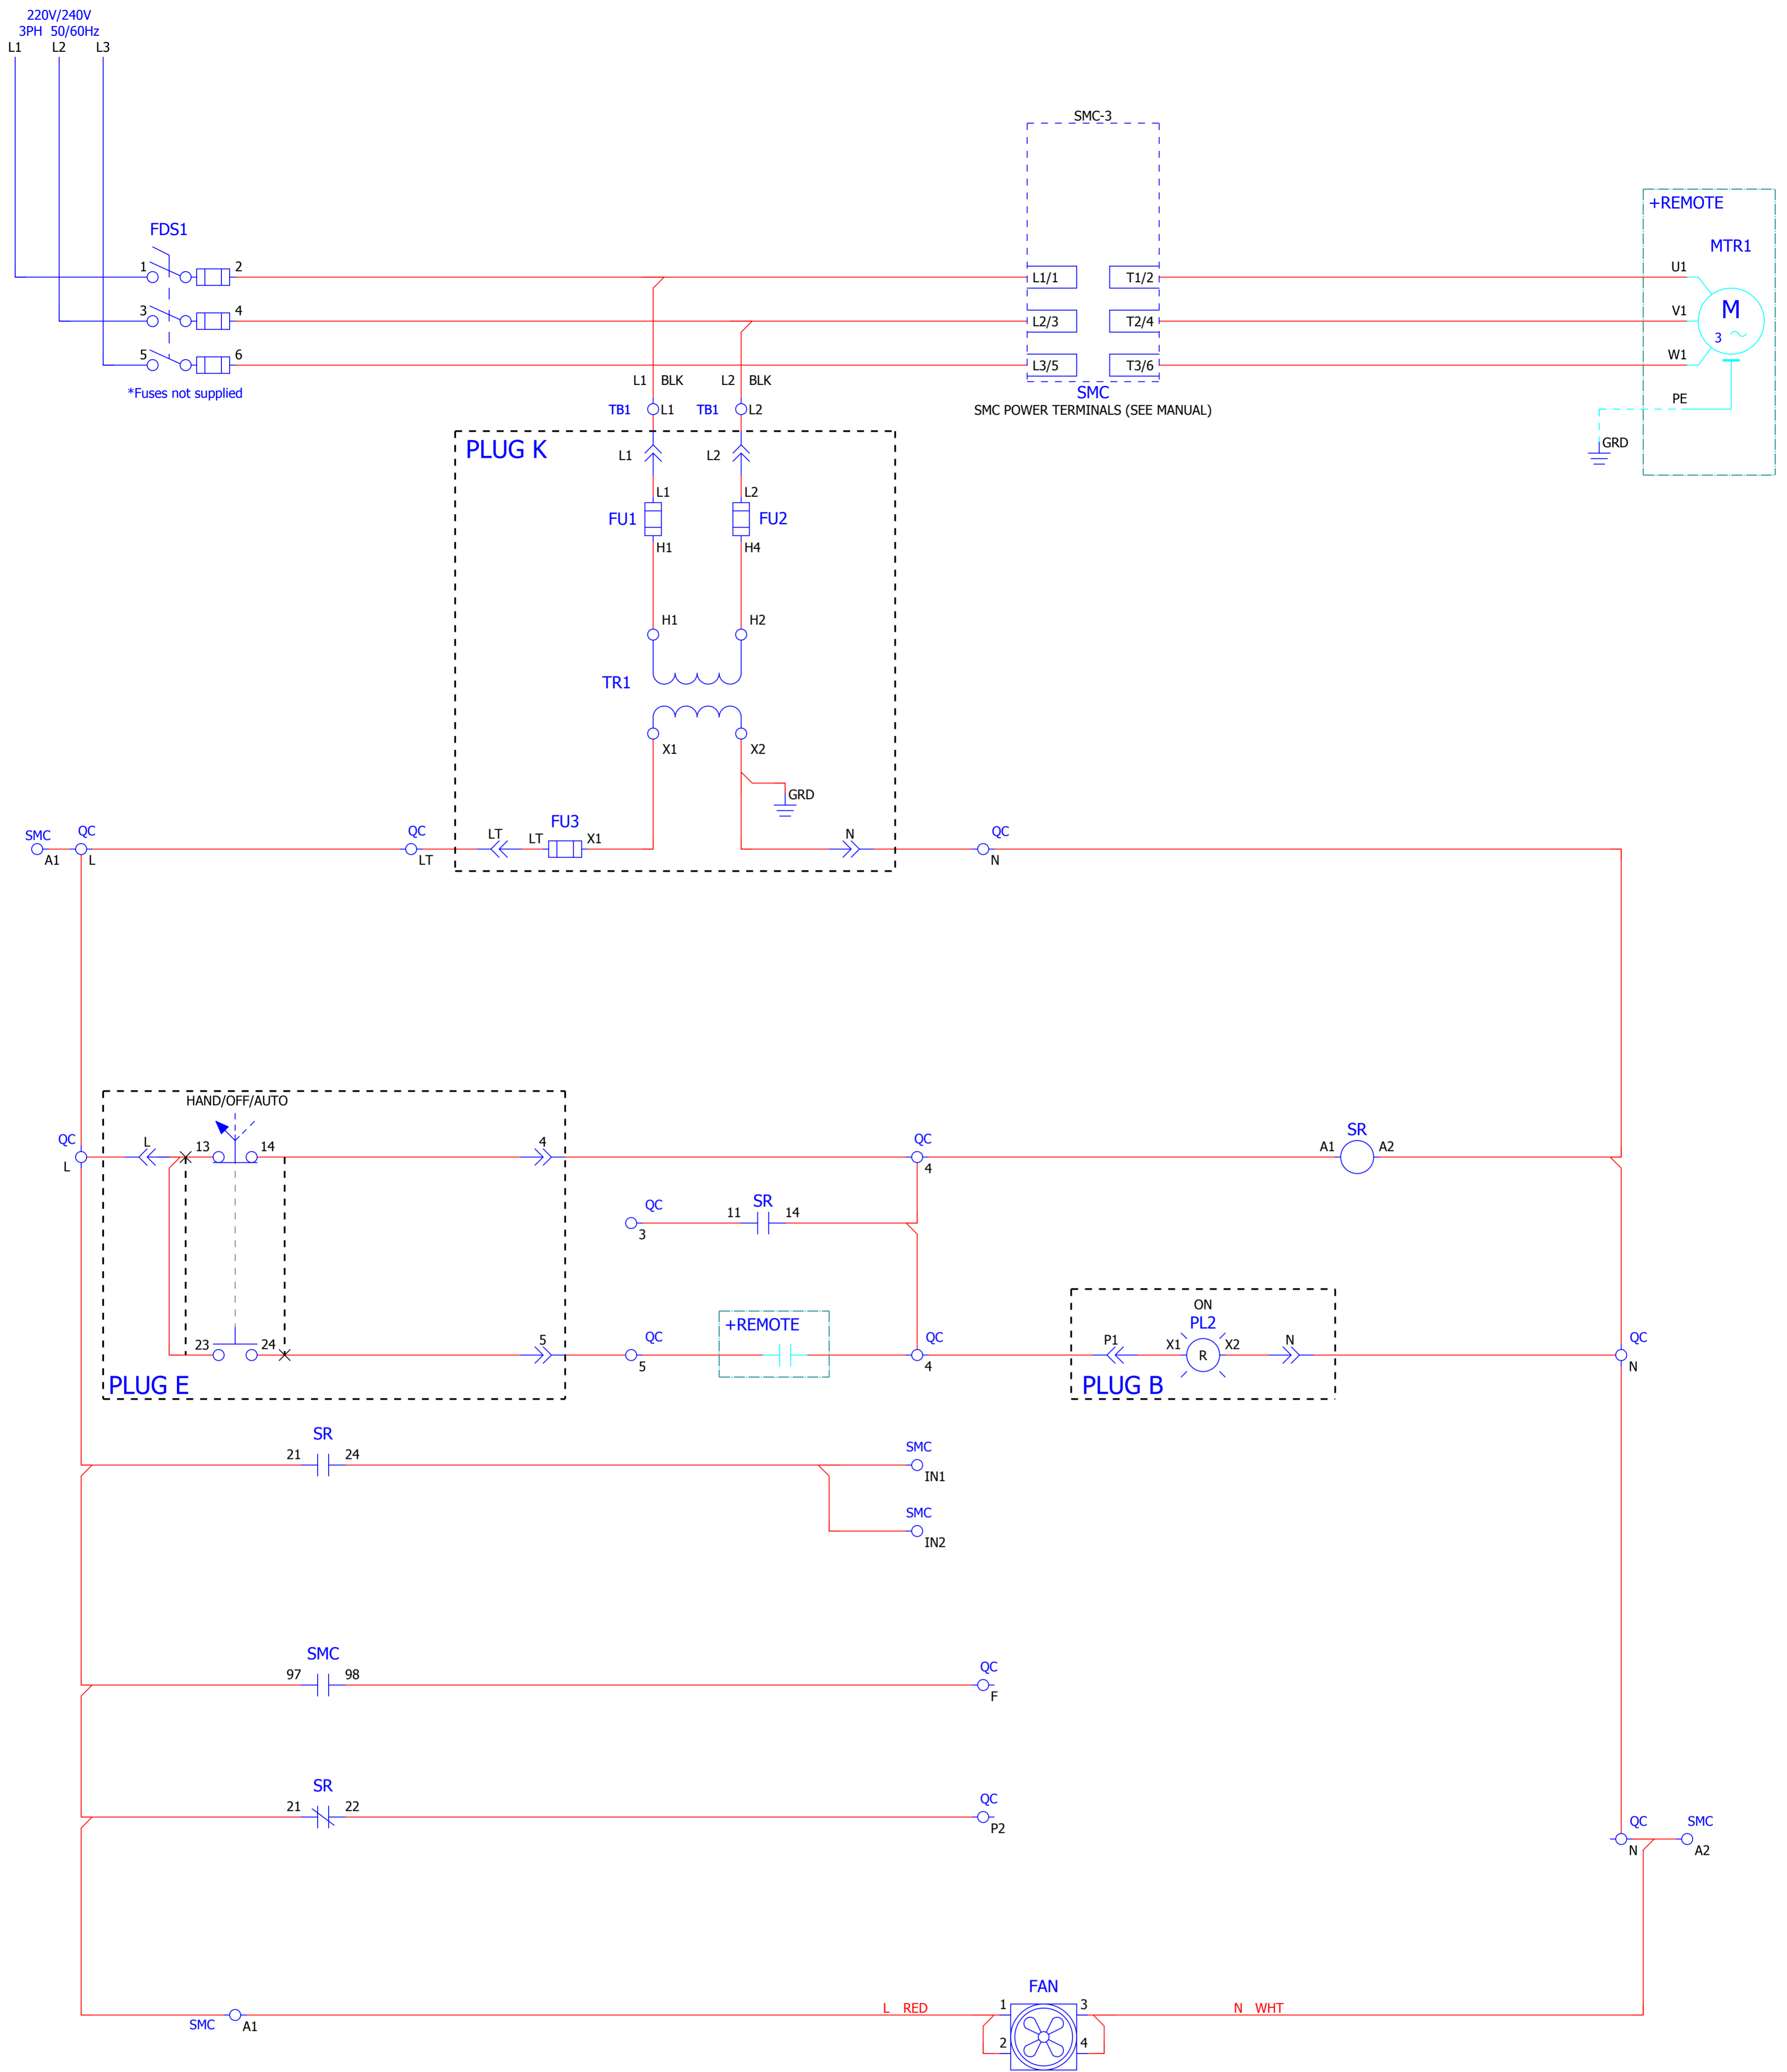 220V/240V
3PH 50/60Hz
L1 L2 L3
SMC-3
+REMOTE
MTR1
FDS1
1 2
L1/1 T1/2
U1
3 4
L2/3 T2/4
V1
M
3
5 6
L3/5 T3/6
W1
*Fuses not supplied
L1 BLK L2 BLK
SMC
SMC POWER TERMINALS (SEE MANUAL)
PE
GRD
TB1 L1 TB1 L2
PLUG K
L1 L2
L1 L2
FU1 FU2
H1 H4
H1 H2
TR1
X1 X2
GRD
SMC QC QC
LT LT FU3 X1
N QC
A1 L LT N
HAND/OFF/AUTO
QC L 13 14 4 QC
SR
A1 A2
L 4
QC 11 SR 14
3
ON
+REMOTE
PL2
23 24 5 QC QC P1 X1 R X2 N QC
5 4 N
PLUG E
PLUG B
SR
21 24
SMC
IN1
SMC
IN2
SMC
97 98
QC
F
SR
21 22
QC
P2
QC SMC
N A2
FAN
L RED 1 3 N WHT
SMC A1
2 4